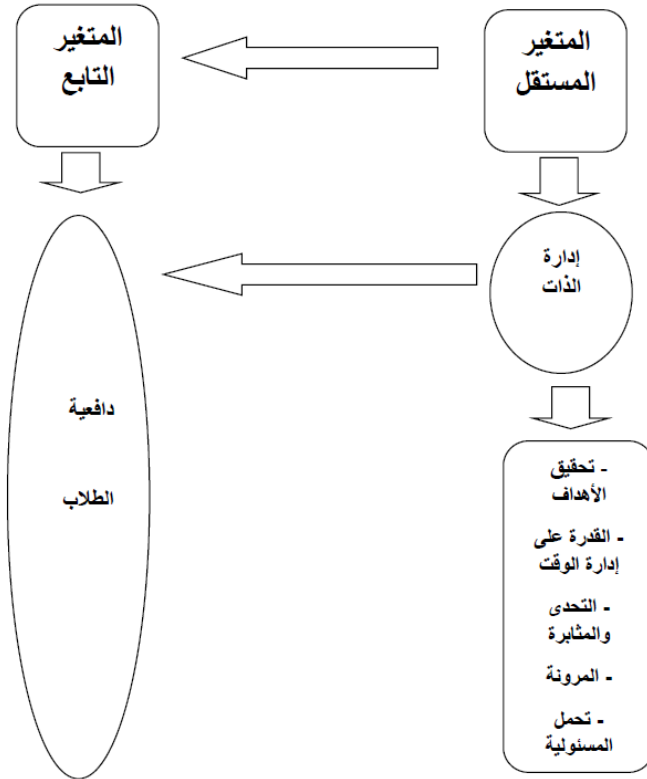 المتغير
المستقل
المتغير
التابع
إدارة
الذات
دافعية
الطلاب
- تحقيق
الأهداف
- القدرة على
إدارة الوقت
- التحدى
والمثابرة
- المرونة
- تحمل
المسئولية